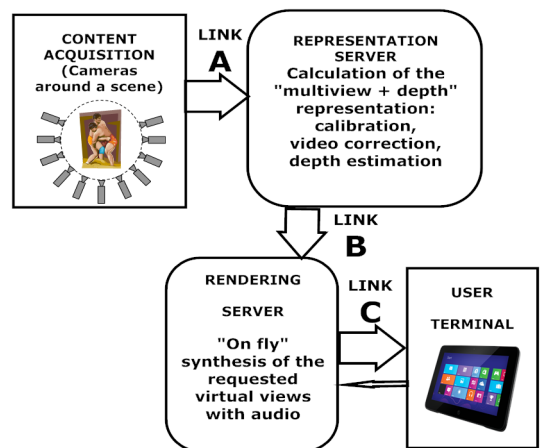 CONTENT
ACQUISITION
(Cameras
around a scene)
LINK
A
REPRESENTATION
SERVER
Calculation of the
"multiview + depth"
representation:
calibration,
video correction,
depth estimation
LINK
B
RENDERING
SERVER
"On fly"
synthesis of the
requested
virtual views
with audio
LINK
C
USER
TERMINAL